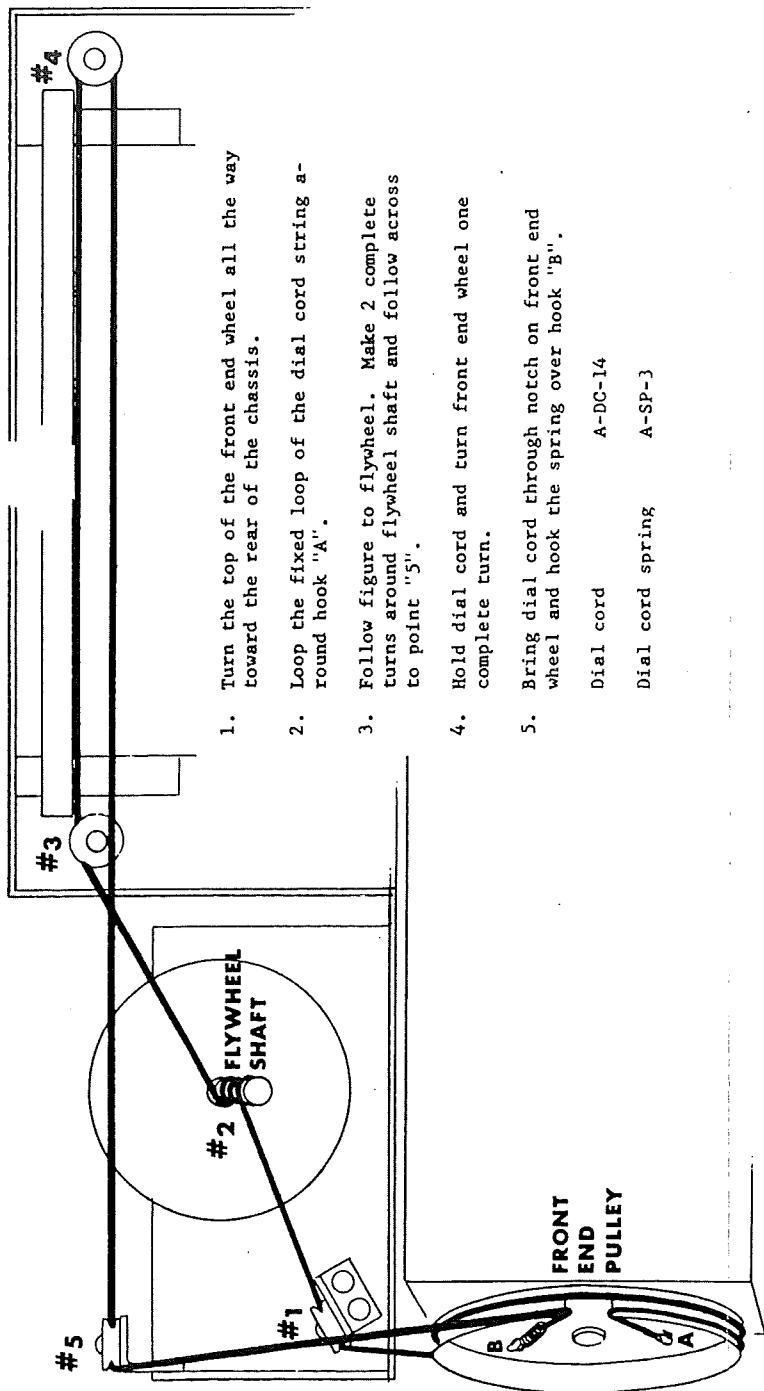 #4
#3
#5
#2 FLYWHEEL
SHAFT
#1
FRONT
END
PULLEY
B
A
1. Turn the top of the front end wheel all the way
toward the rear of the chassis.
2. Loop the fixed loop of the dial cord string a-
round hook "A".
3. Follow figure to flywheel. Make 2 complete
turns around flywheel shaft and follow across
to point "5".
4. Hold dial cord and turn front end wheel one
complete turn.
5. Bring dial cord through notch on front end
wheel and hook the spring over hook "B".
Dial cord A-DC-14
Dial cord spring A-SP-3